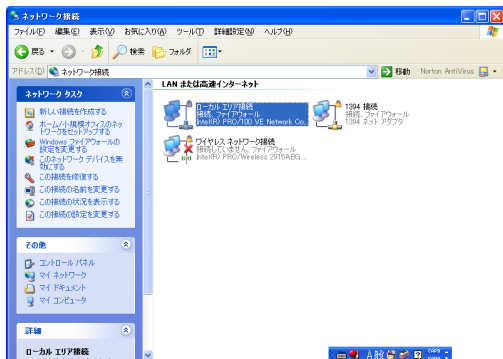 ネットワーク接続
ファイル(F) 編集(E) 表示(V) お気に入り(A) ツール(T) 詳細設定(N) ヘルプ(H)
戻る 検索 フォルダ
アドレス(D) ネットワーク接続 移動 Norton AntiVirus
ネットワーク タスク
新しい接続を作成する
ホーム/小規模オフィスのネッ
トワークをセットアップする
Windows ファイアウォールの
設定を変更する
このネットワーク デバイスを無
効にする
この接続を修復する
この接続の名前を変更する
この接続の状況を表示する
この接続の設定を変更する
その他
コントロール パネル
マイ ネットワーク
マイ ドキュメント
マイ コンピュータ
詳細
ローカル エリア接続
LAN または高速インターネット
ローカル エリア接続
接続, ファイアウォール
Intel(R) PRO/100 VE Network Co...
1394 接続
接続, ファイアウォール
1394 ネット アダプタ
ワイヤレス ネットワーク接続
接続していません, ファイアウォール
Intel(R) PRO/Wireless 2915ABG ...
A 般
CAPS